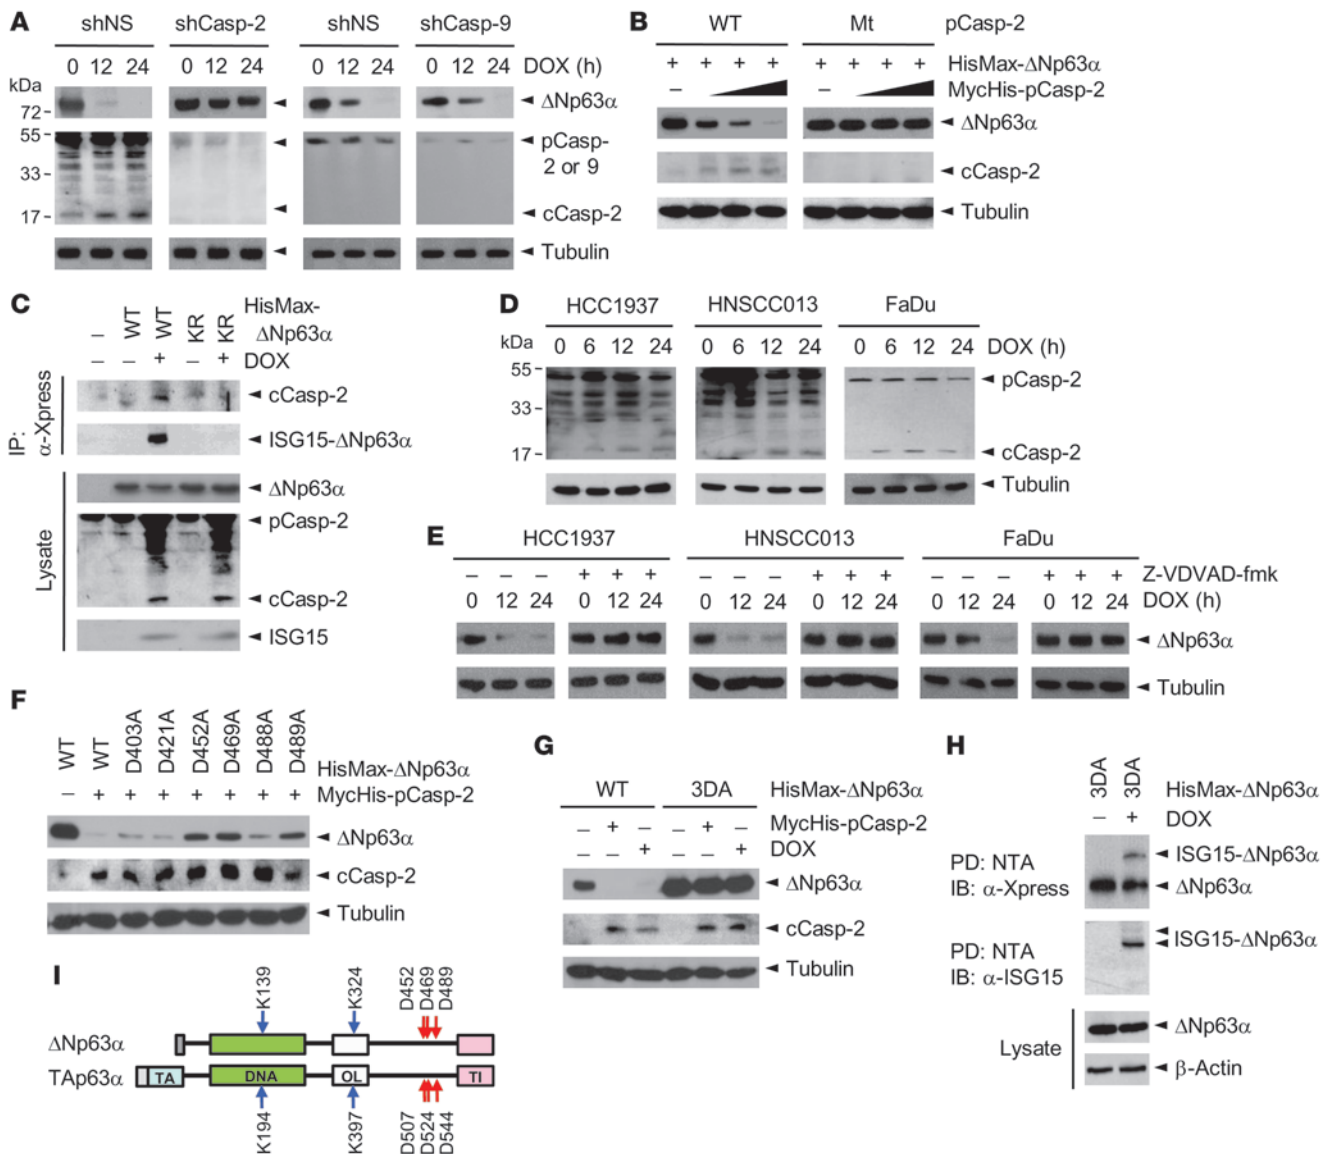 A
shNS shCasp-2 shNS shCasp-9
0 12 24 0 12 24 0 12 24 0 12 24 DOX (h)
kDa
72
ΔNp63α
55
33
17
pCasp-
2 or 9
cCasp-2
Tubulin
B
WT Mt pCasp-2
+ + + + + + + + HisMax-ΔNp63α
– – MycHis-pCasp-2
ΔNp63α
cCasp-2
Tubulin
C
– WT WT KR KR HisMax-
ΔNp63α
– – + – + DOX
IP:
α-Xpress
cCasp-2
ISG15-ΔNp63α
Lysate
ΔNp63α
pCasp-2
cCasp-2
ISG15
D
HCC1937 HNSCC013 FaDu
kDa
0 6 12 24 0 6 12 24 0 6 12 24 DOX (h)
55
33
17
pCasp-2
cCasp-2
Tubulin
E
HCC1937 HNSCC013 FaDu
– – – + + + – – – + + + – – – + + + Z-VDVAD-fmk
0 12 24 0 12 24 0 12 24 0 12 24 0 12 24 0 12 24 DOX (h)
ΔNp63α
Tubulin
F
WT WT D403A D421A D452A D469A D488A D489A HisMax-ΔNp63α
– + + + + + + + MycHis-pCasp-2
ΔNp63α
cCasp-2
Tubulin
G
WT 3DA HisMax-ΔNp63α
– + – – + – MycHis-pCasp-2
– – + – – + DOX
ΔNp63α
cCasp-2
Tubulin
H
3DA 3DA HisMax-ΔNp63α
– + DOX
PD: NTA
IB: α-Xpress
ISG15-ΔNp63α
ΔNp63α
PD: NTA
IB: α-ISG15
ISG15-ΔNp63α
Lysate
ΔNp63α
β-Actin
I
K139 K324 D452 D469 D489
ΔNp63α
TAp63α TA DNA OL TI
K194 K397 D507 D524 D544